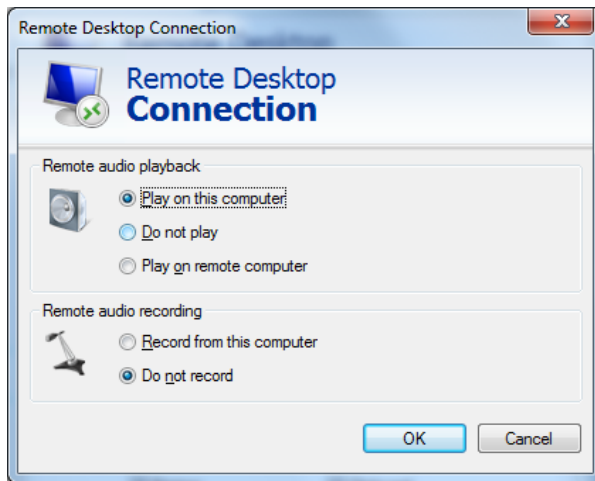 Remote Desktop Connection
Remote Desktop
Connection
Remote audio playback
Play on this computer
Do not play
Play on remote computer
Remote audio recording
Record from this computer
Do not record
OK Cancel